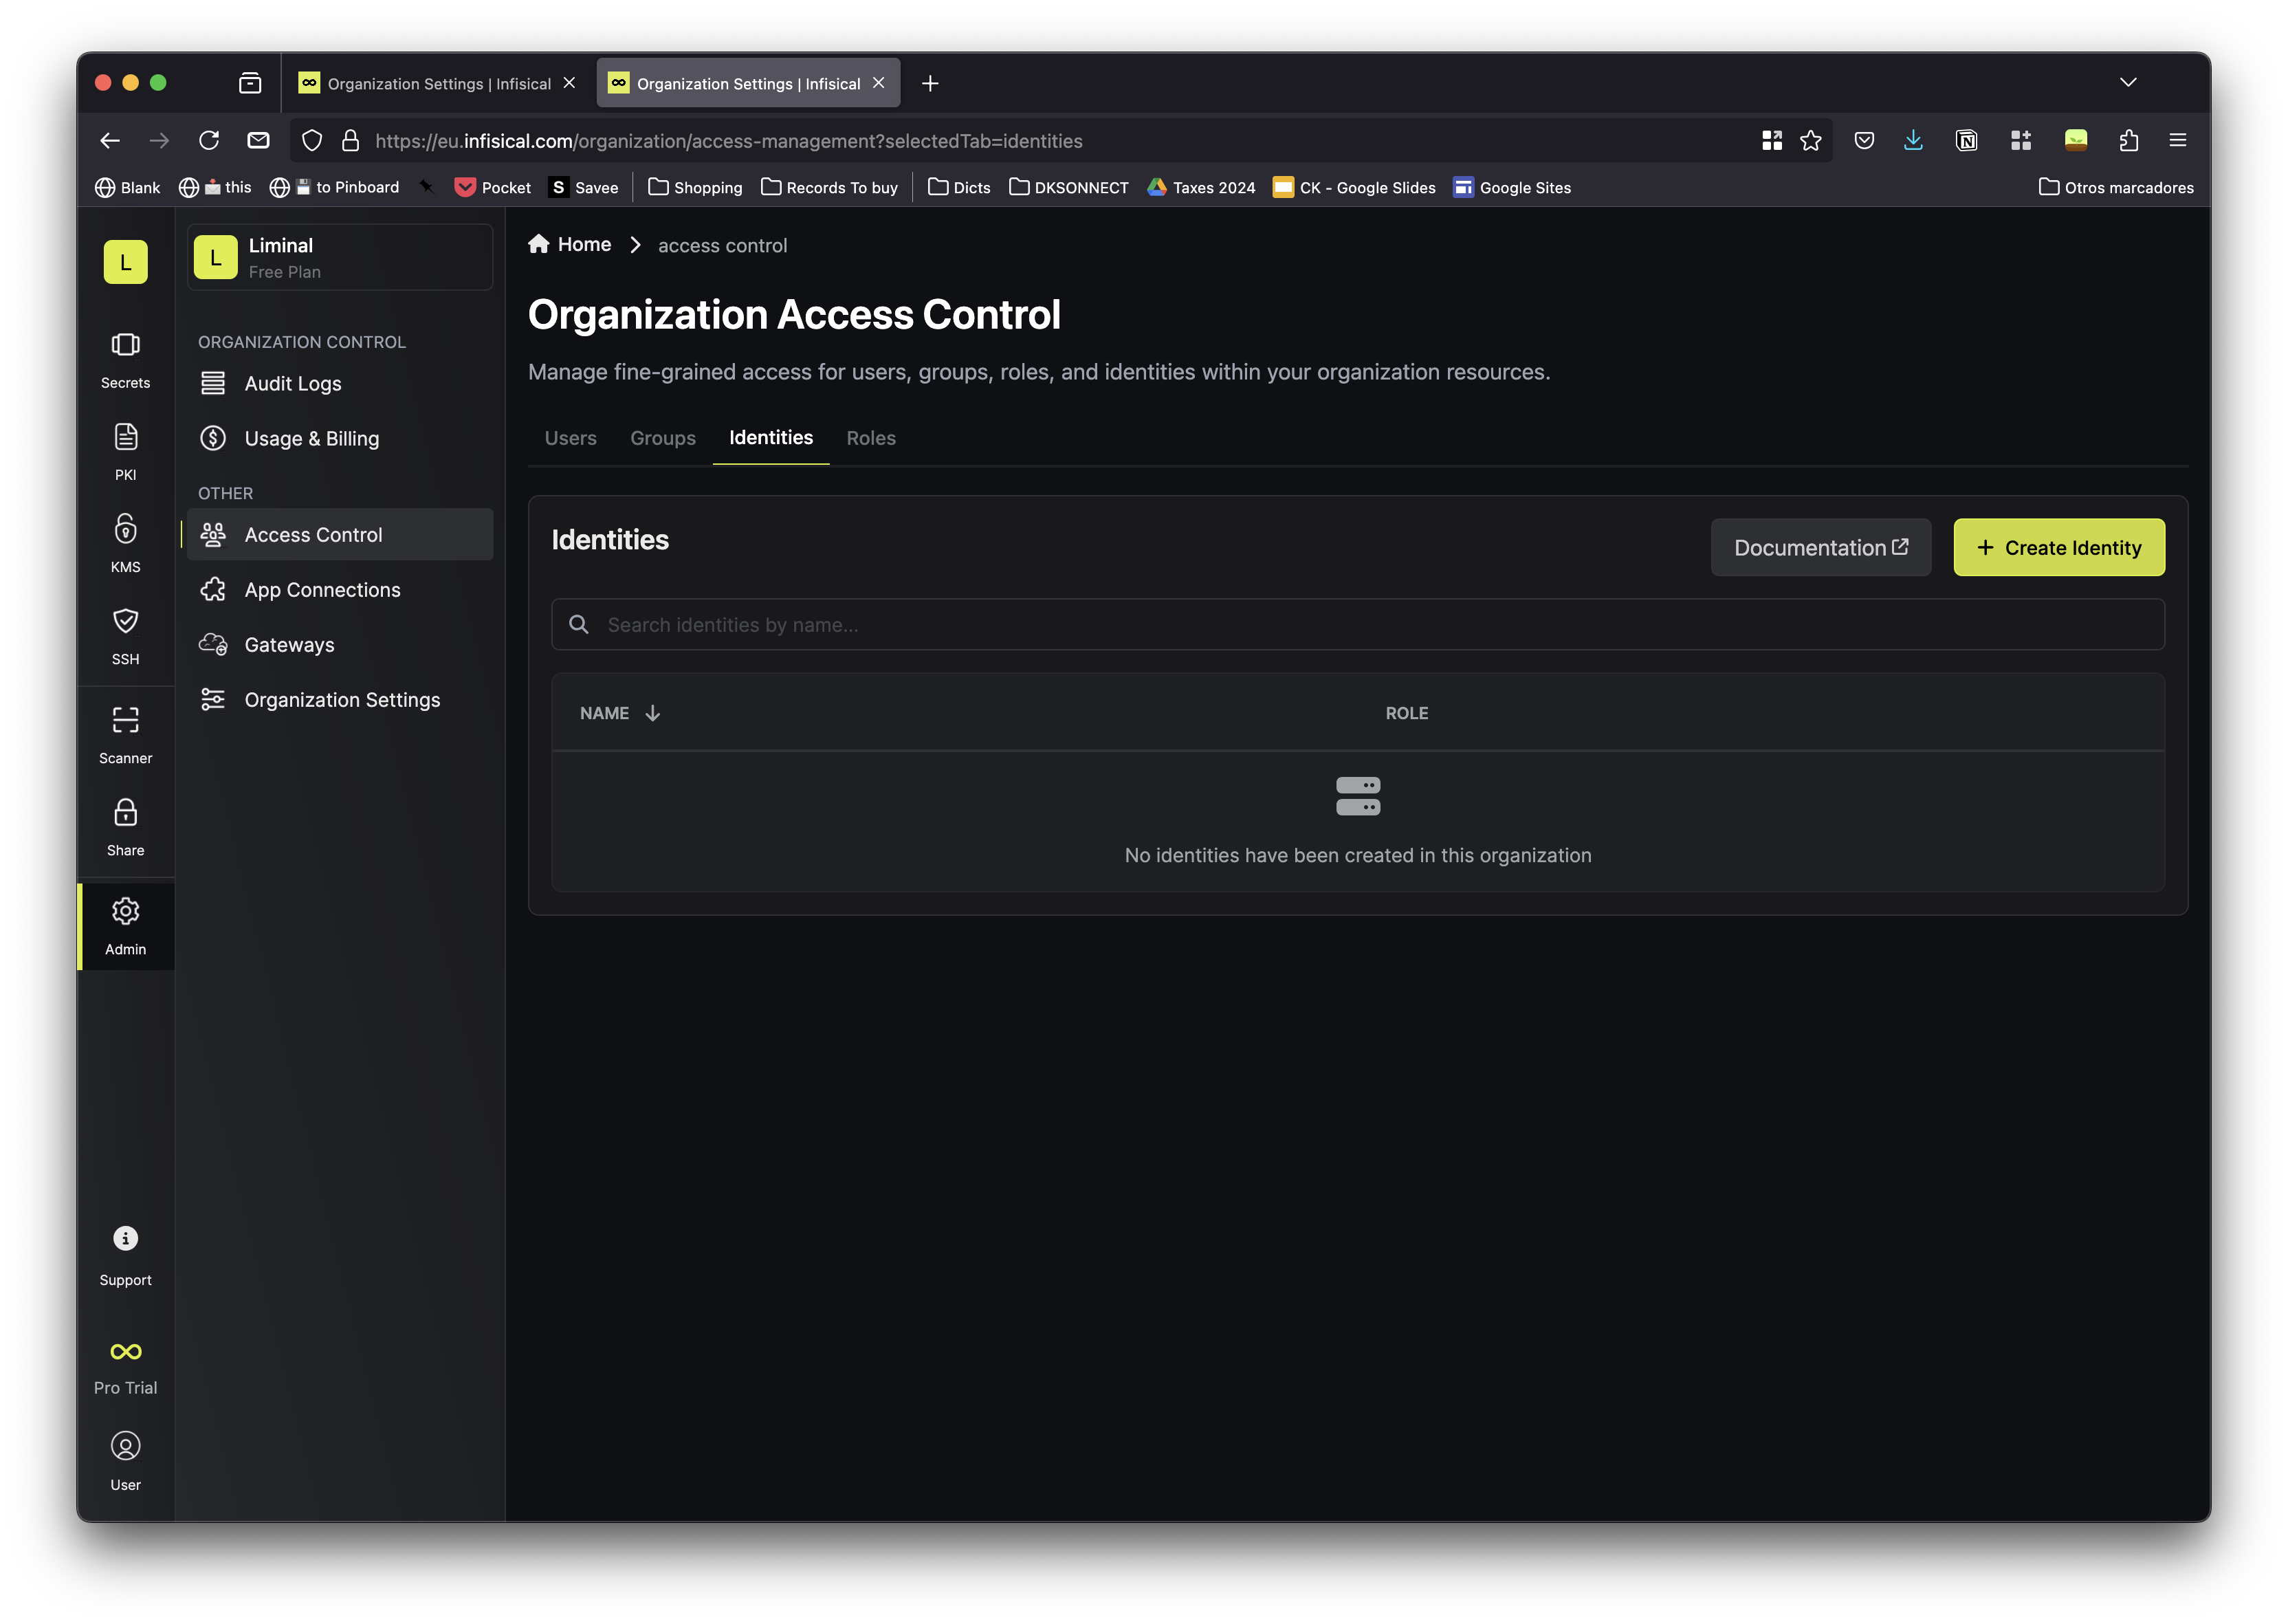 Organization Settings | Infisical
Organization Settings | Infisical
https://eu.infisical.com/organization/access-management?selectedTab=identities
Blank
this
to Pinboard
Pocket
S Savee
Shopping
Records To buy
Dicts
DKSONNECT
Taxes 2024
CK - Google Slides
Google Sites
Otros marcadores
L
Secrets
PKI
KMS
SSH
Scanner
Share
Admin
Support
Pro Trial
User
L
Liminal
Free Plan
ORGANIZATION CONTROL
Audit Logs
Usage & Billing
OTHER
Access Control
App Connections
Gateways
Organization Settings
Home
access control
Organization Access Control
Manage fine-grained access for users, groups, roles, and identities within your organization resources.
Users
Groups
Identities
Roles
Identities
Documentation
+ Create Identity
Search identities by name...
NAME
ROLE
No identities have been created in this organization